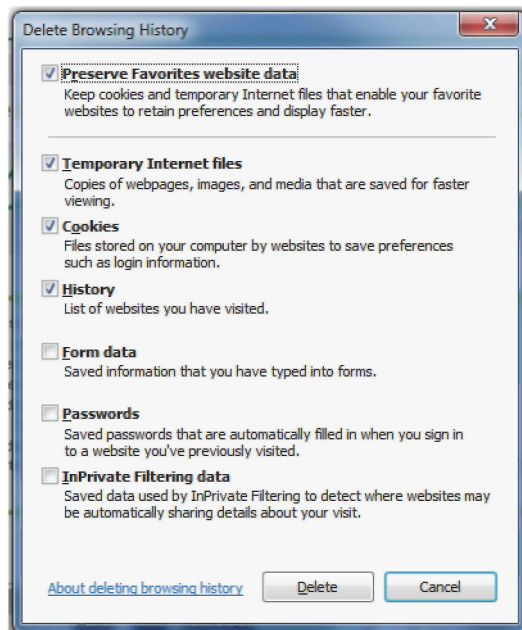 Delete Browsing History
Preserve Favorites website data
Keep cookies and temporary Internet files that enable your favorite
websites to retain preferences and display faster.
Temporary Internet files
Copies of webpages, images, and media that are saved for faster
viewing.
Cookies
Files stored on your computer by websites to save preferences
such as login information.
History
List of websites you have visited.
Form data
Saved information that you have typed into forms.
Passwords
Saved passwords that are automatically filled in when you sign in
to a website you've previously visited.
InPrivate Filtering data
Saved data used by InPrivate Filtering to detect where websites may
be automatically sharing details about your visit.
About deleting browsing history Delete Cancel